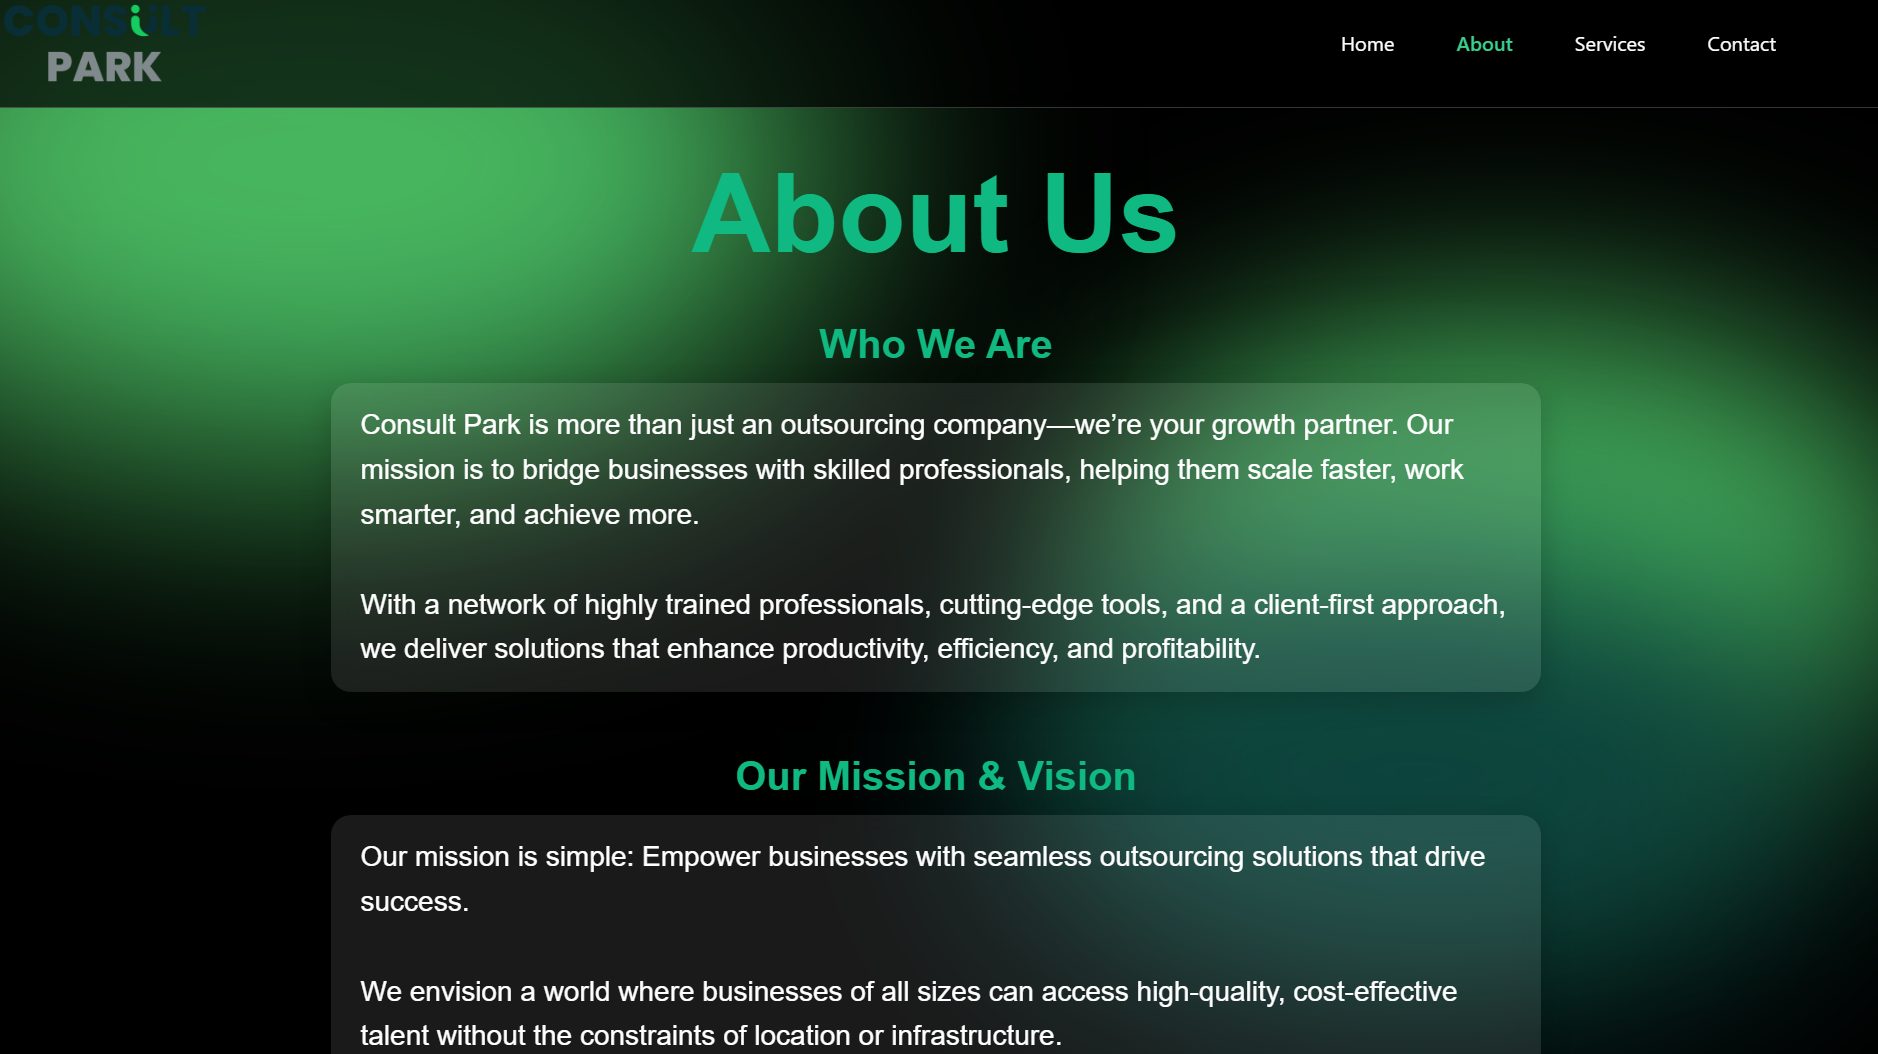 CONSULT
PARK
Home
About
Services
Contact
About Us
Who We Are
Consult Park is more than just an outsourcing company—we’re your growth partner. Our
mission is to bridge businesses with skilled professionals, helping them scale faster, work
smarter, and achieve more.
With a network of highly trained professionals, cutting-edge tools, and a client-first approach,
we deliver solutions that enhance productivity, efficiency, and profitability.
Our Mission & Vision
Our mission is simple: Empower businesses with seamless outsourcing solutions that drive
success.
We envision a world where businesses of all sizes can access high-quality, cost-effective
talent without the constraints of location or infrastructure.